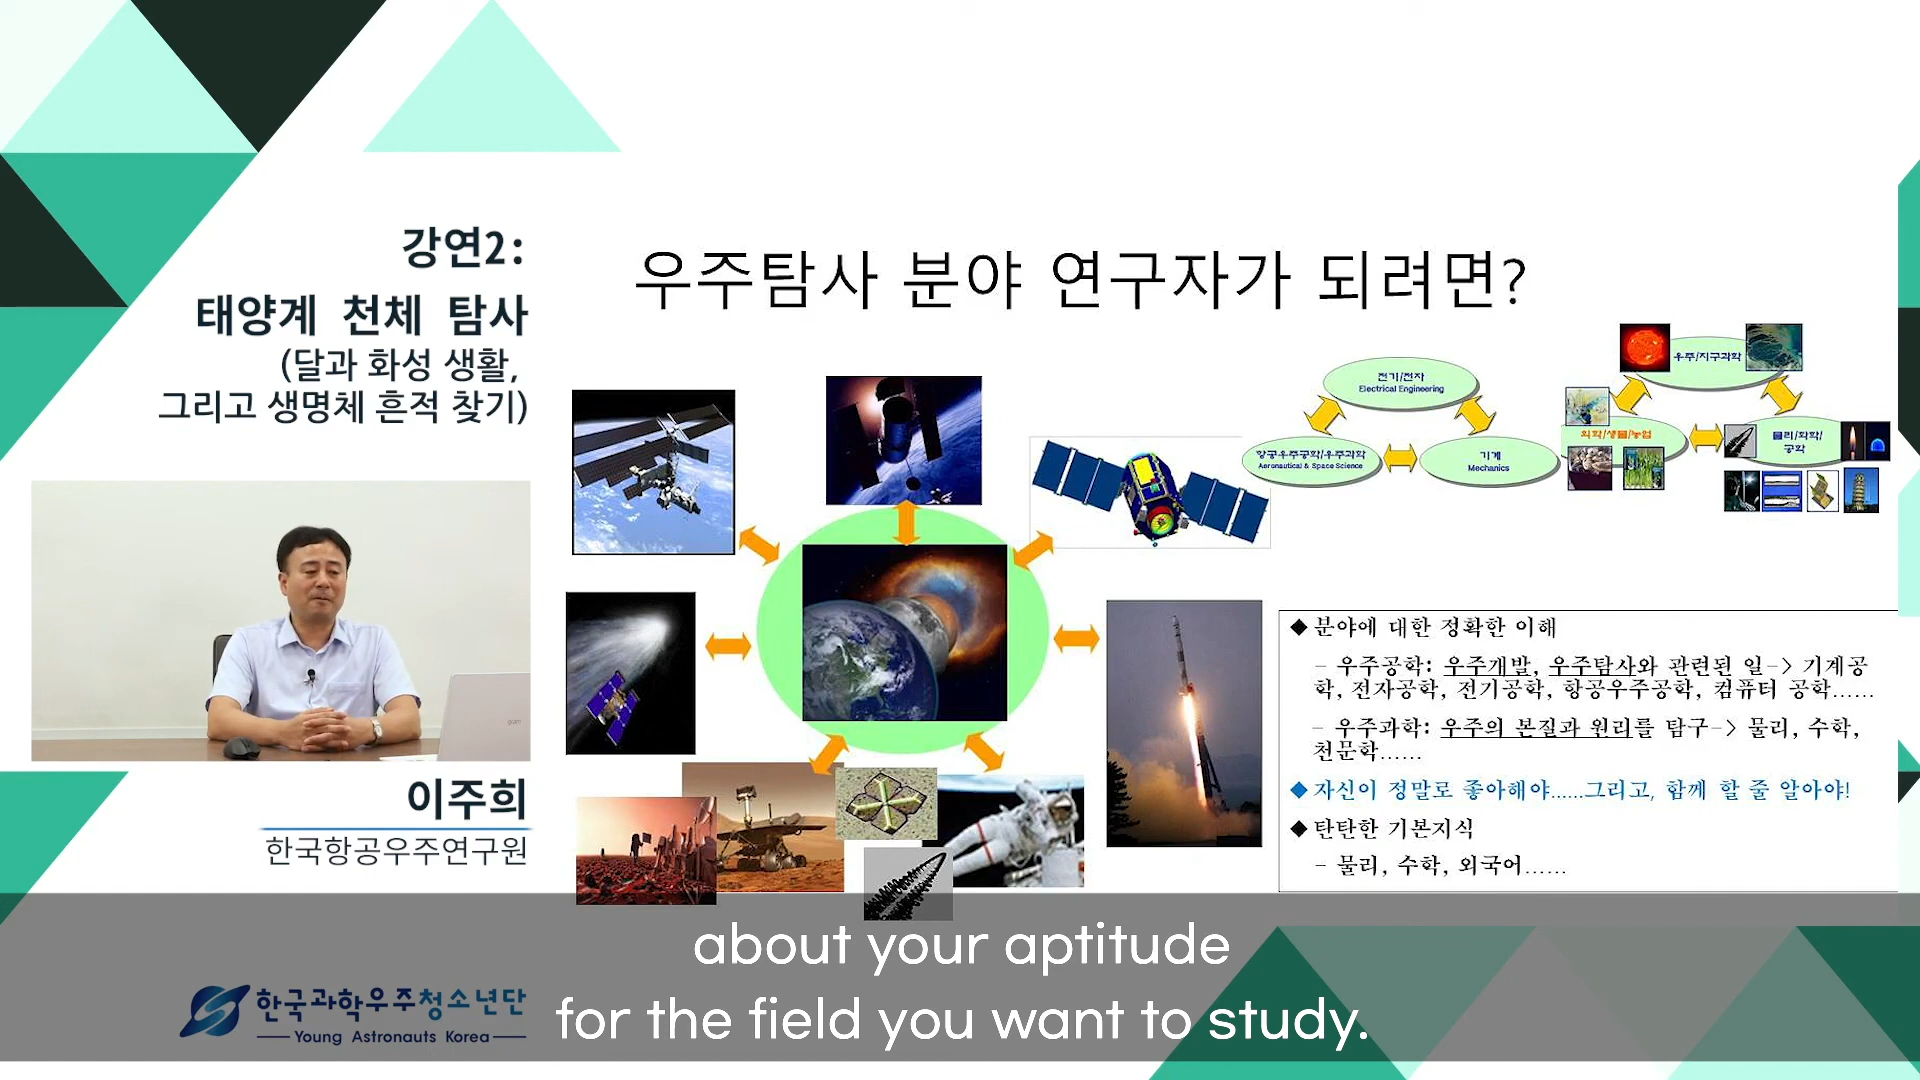 강연2:
태양계 천체 탐사
(달과 화성 생활,
그리고 생명체 흔적 찾기)
이주희
한국항공우주연구원
우주탐사 분야 연구자가 되려면?
전기/전자
Electrical Engineering
항공우주공학/우주과학
Aeronautical & Space Science
기계
Mechanics
우주/지구과학
의학/생물/농업
물리/화학/
공학
◆ 분야에 대한 정확한 이해
- 우주공학: 우주개발, 우주탐사와 관련된 일-> 기계공
학, 전자공학, 전기공학, 항공우주공학, 컴퓨터 공학......
- 우주과학: 우주의 본질과 원리를 탐구-> 물리, 수학,
천문학......
◆ 자신이 정말로 좋아해야......그리고, 함께 할 줄 알아야!
◆ 탄탄한 기본지식
- 물리, 수학, 외국어......
about your aptitude
for the field you want to study.
한국과학우주청소년단
Young Astronauts Korea
gram